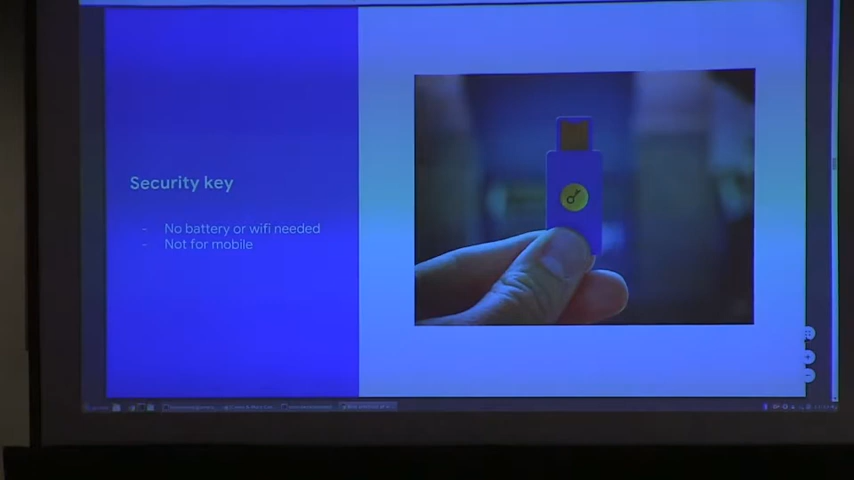 Security key
- No battery or wifi needed
- Not for mobile